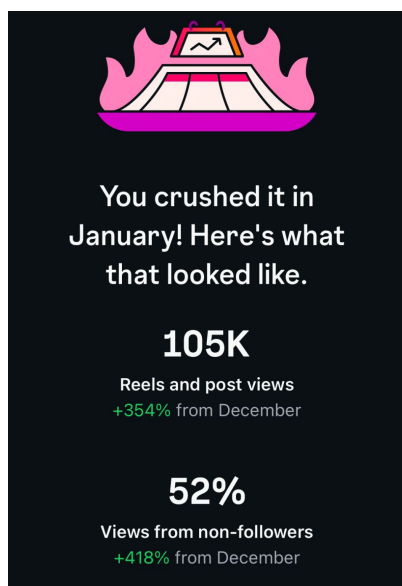 You crushed it in
January! Here's what
that looked like.
105K
Reels and post views
+354% from December
52%
Views from non-followers
+418% from December